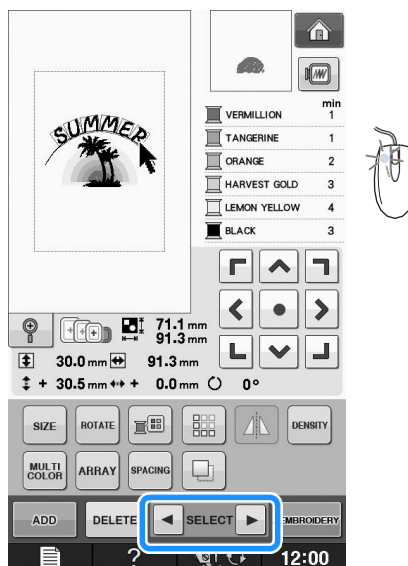 SUMMER
min
VERMILLION 1
TANGERINE 1
ORANGE 2
HARVEST GOLD 3
LEMON YELLOW 4
BLACK 3
71.1 mm
91.3 mm
30.0 mm 91.3 mm
+ 30.5 mm + 0.0 mm 0°
SIZE ROTATE DENSITY
MULTI COLOR ARRAY SPACING
ADD DELETE SELECT EMBROIDERY
? 12:00